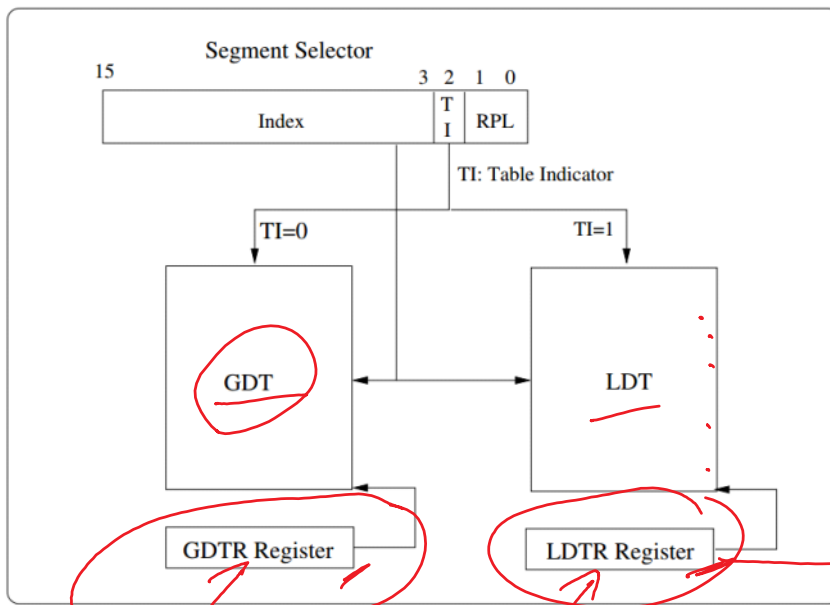 Segment Selector
15 3 2 1 0
Index T I RPL
TI: Table Indicator
TI=0 TI=1
GDT LDT
GDTR Register LDTR Register